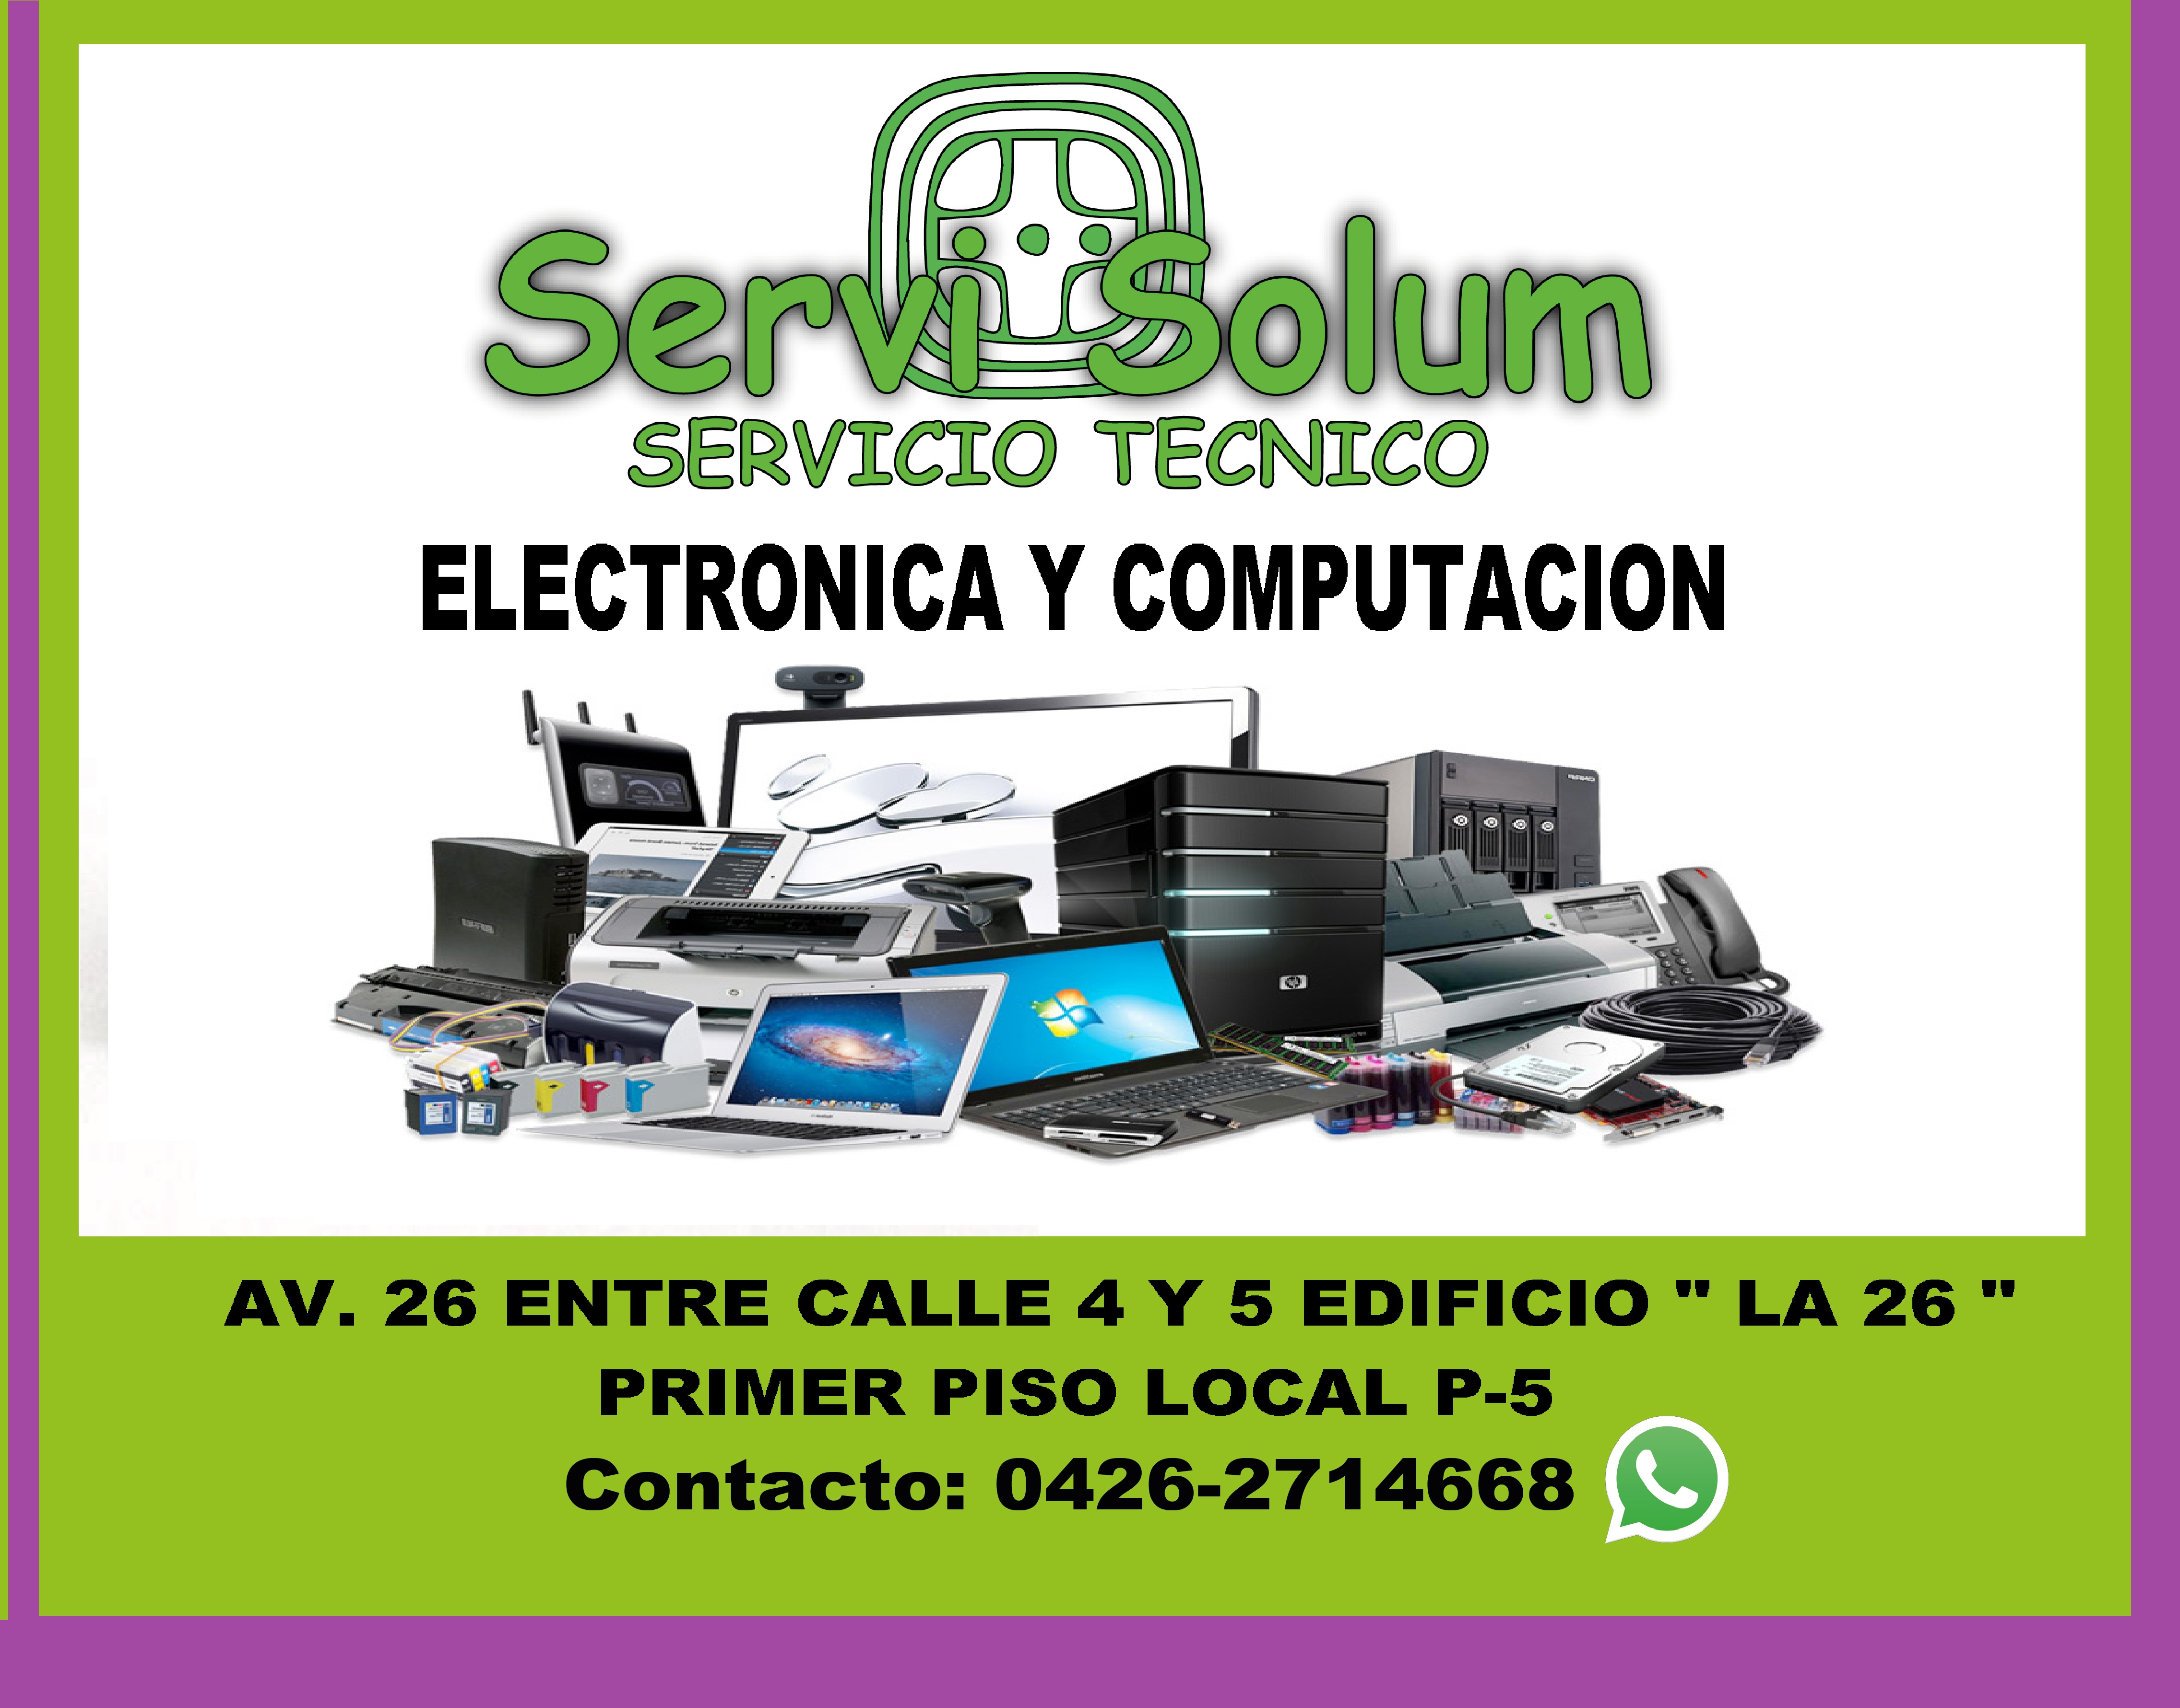 Servi Solum
SERVICIO TECNICO
ELECTRONICA Y COMPUTACION
AV. 26 ENTRE CALLE 4 Y 5 EDIFICIO " LA 26 "
PRIMER PISO LOCAL P-5
Contacto: 0426-2714668